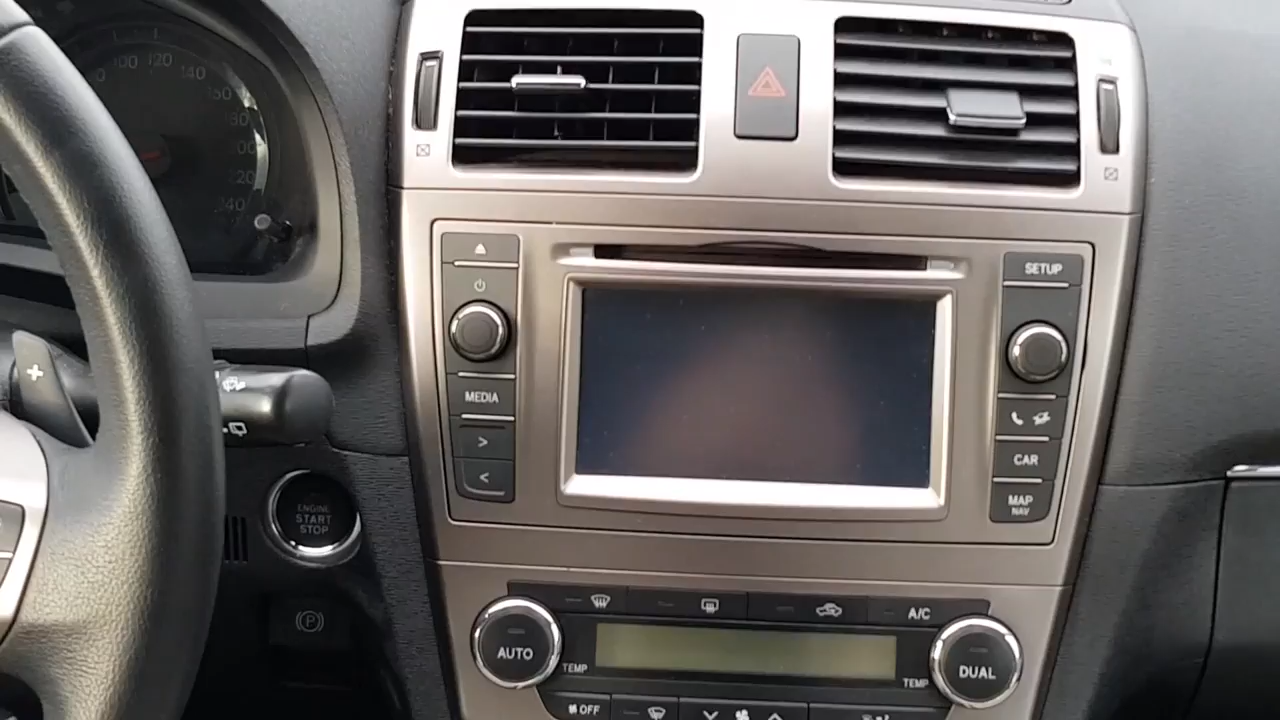 100 120 140
SETUP
MEDIA
>
<
CAR
MAP
NAV
+
ENGINE
START
STOP
P
A/C
AUTO
TEMP
TEMP
DUAL
OFF